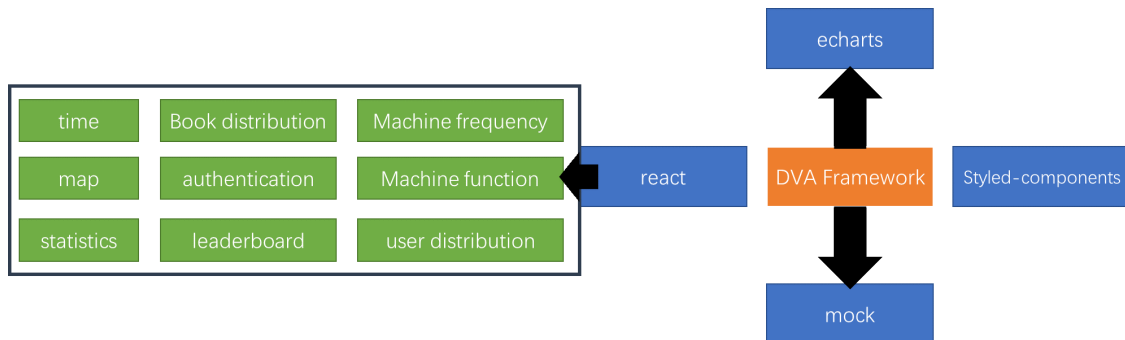 echarts
time
Book distribution
Machine frequency
map
authentication
Machine function
react
DVA Framework
Styled-components
statistics
leaderboard
user distribution
mock